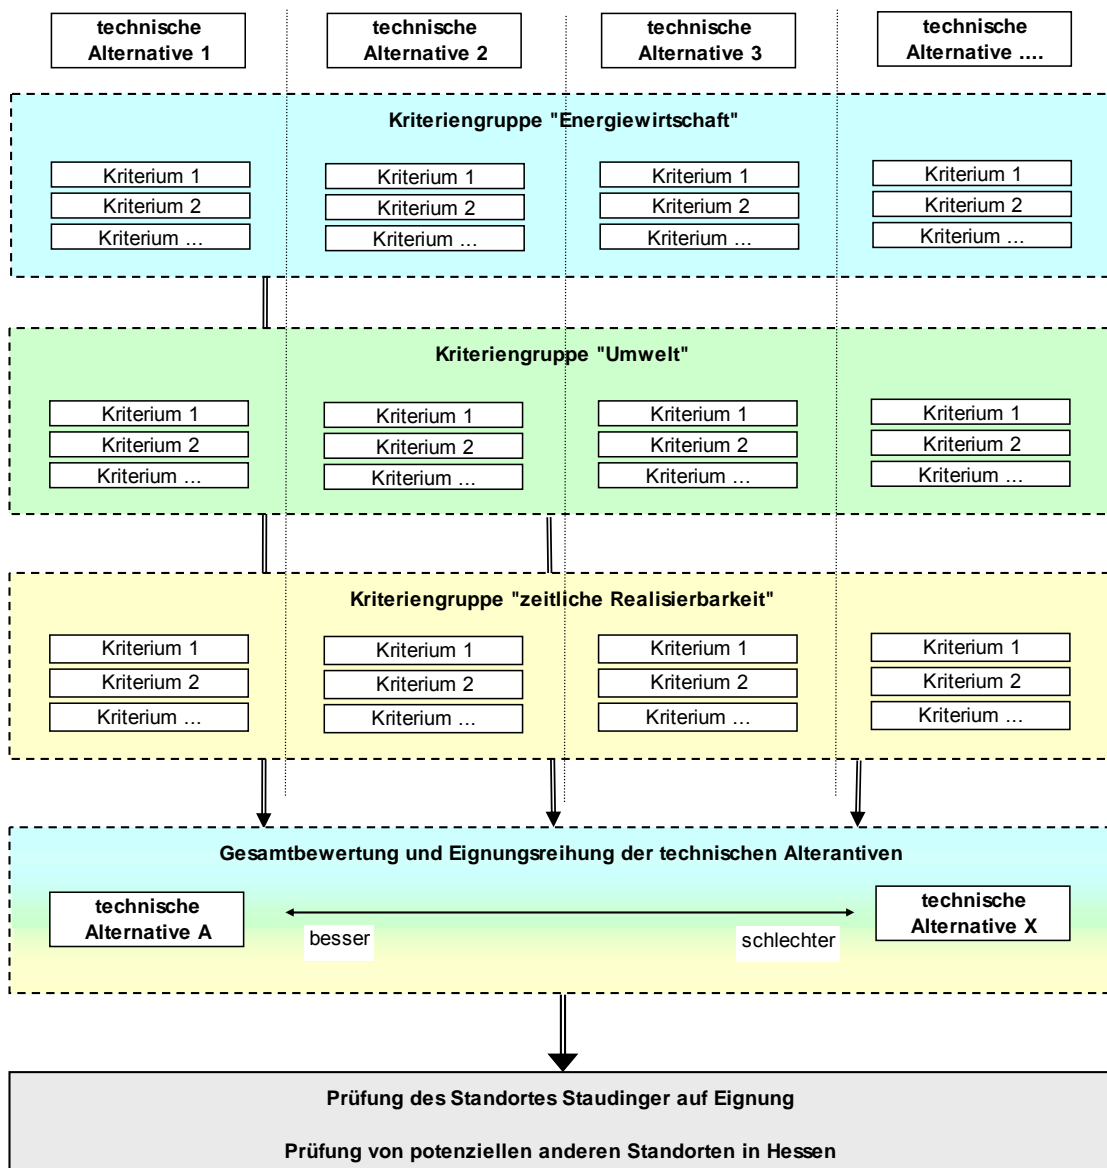 technische
Alternative 1
technische
Alternative 2
technische
Alternative 3
technische
Alternative ....
Kriteriengruppe "Energiewirtschaft"
Kriterium 1
Kriterium 1
Kriterium 1
Kriterium 1
Kriterium 2
Kriterium 2
Kriterium 2
Kriterium 2
Kriterium ...
Kriterium ...
Kriterium ...
Kriterium ...
Kriteriengruppe "Umwelt"
Kriterium 1
Kriterium 1
Kriterium 1
Kriterium 1
Kriterium 2
Kriterium 2
Kriterium 2
Kriterium 2
Kriterium ...
Kriterium ...
Kriterium ...
Kriterium ...
Kriteriengruppe "zeitliche Realisierbarkeit"
Kriterium 1
Kriterium 1
Kriterium 1
Kriterium 1
Kriterium 2
Kriterium 2
Kriterium 2
Kriterium 2
Kriterium ...
Kriterium ...
Kriterium ...
Kriterium ...
Gesamtbewertung und Eignungsreihung der technischen Alterantiven
technische
Alternative A
besser
schlechter
technische
Alternative X
Prüfung des Standortes Staudinger auf Eignung
Prüfung von potenziellen anderen Standorten in Hessen